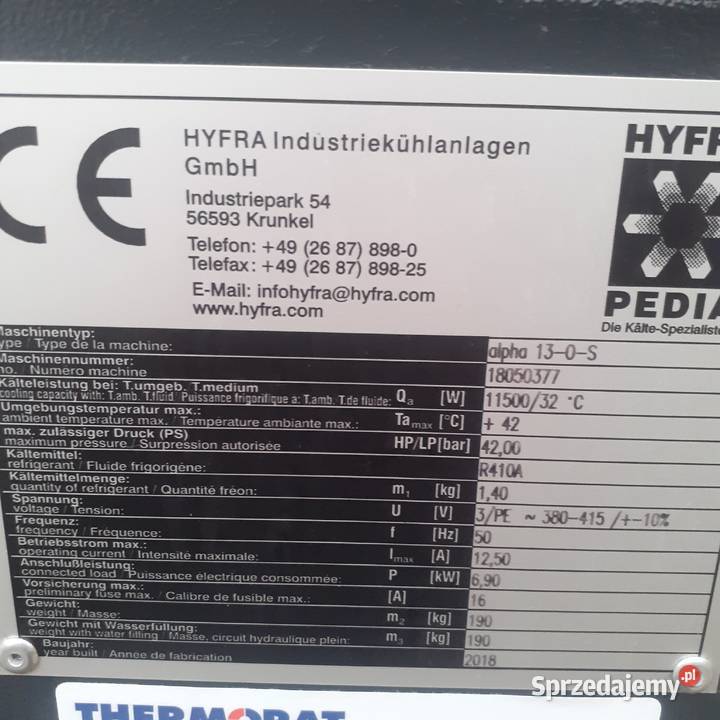 CE
HYFRA Industriekühlanlagen
GmbH
Industriepark 54
56593 Krunkel
Telefon: +49 (26 87) 898-0
Telefax: +49 (26 87) 898-25
E-Mail: infohyfra@hyfra.com
www.hyfra.com
HYFR
PEDIA
Die Kälte-Spezialiste
Maschinentyp:
type / Type de la machine: alpha 13-0-S
Maschinennummer:
no. / Numéro machine 18050377
Kälteleistung bei: T.umgeb. T.medium
cooling capacity with: T.amb. T.fluid / Puissance frigorifique a: T.amb. T.de fluide: Qa [W] 11500/32 °C
Umgebungstemperatur max.:
ambient temperature max. / Température ambiante max.: Ta max [°C] + 42
max. zulässiger Druck (PS)
maximum pressure / Surpression autorisée HP/LP[bar] 42,00
Kältemittel:
refrigerant / Fluide frigorigène: R410A
Kältemittelmenge:
quantity of refrigerant / Quantité fréon: m1 [kg] 1,40
Spannung:
voltage / Tension: U [V] 3/PE ~ 380-415 /+-10%
Frequenz:
frequency / Fréquence: f [Hz] 50
Betriebsstrom max.:
operating current / Intensité maximale: Imax [A] 12,50
Anschlußleistung:
connected load / Puissance électrique consommée: P [kW] 6,90
Vorsicherung max.:
preliminary fuse max. / Calibre de fusible max.: [A] 16
Gewicht:
weight / Masse: m2 [kg] 190
Gewicht mit Wasserfüllung:
weight with water filling / Masse, circuit hydraulique plein: m3 [kg] 190
Baujahr:
year built / Année de fabrication 2018
Sprzedajemy.pl
THERMORAT